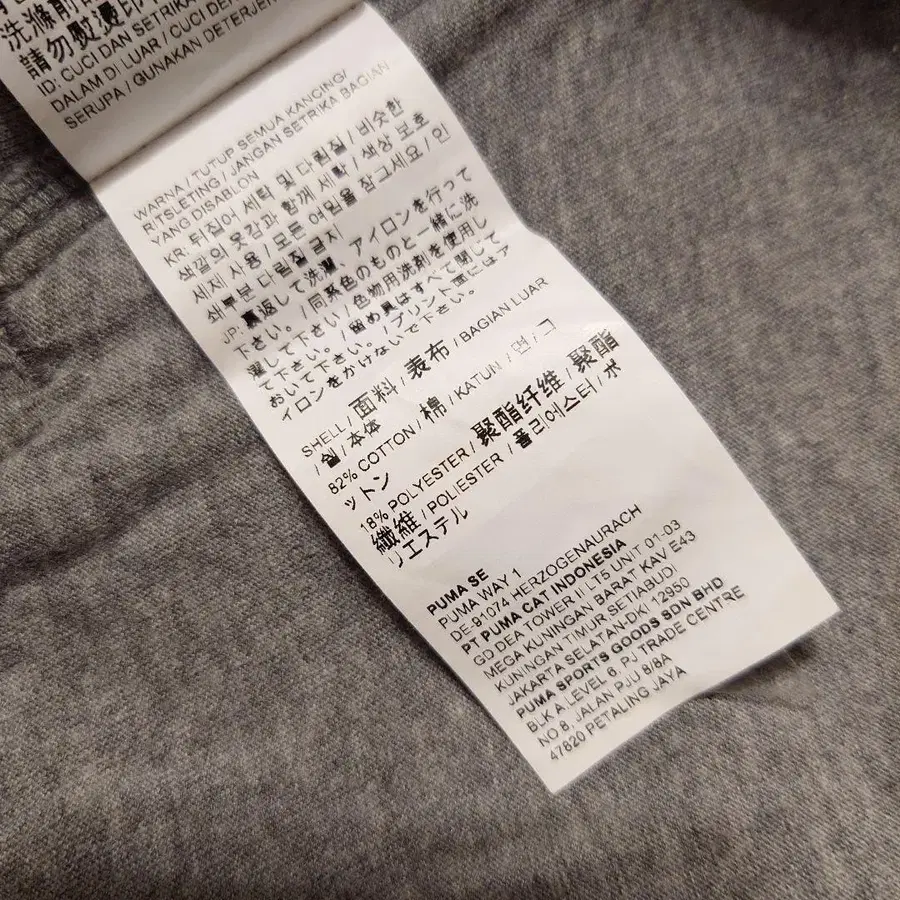 洗滌前
請勿熨燙印
ID: CUCI DAN SETRIKA
DALAM DI LUAR / CUCI DE
SERUPA / GUNAKAN DETERJEN
WARNA / TUTUP SEMUA KANCING/
RITSLETING / JANGAN SETRIKA BAGIAN
YANG DISABLON
KR: 뒤집어 세탁 및 다림질 / 비슷한
색깔의 옷감과 함께 세탁 / 색상 보호
세제 사용 / 모든 여밈을 잠그세요 / 인
쇄부분 다림질 금지
JP: 裏返して洗濯、アイロンを行って
下さい。/同系色のものと一緒に洗
濯して下さい/色物用洗剤を使用し
て下さい。/留め具はすべて閉じて
おいて下さい。/プリント面にはア
イロンをかけないで下さい。
SHELL / 面料 / 表布 / BAGIAN LUAR
/ 쉘 / 本体
82% COTTON / 棉 / KATUN / 면 / コ
ットン
18% POLYESTER / 聚酯纤维 / 聚酯
纖維 / POLIESTER / 폴리에스터 / ポ
リエステル
PUMA SE
PUMA WAY 1
DE-91074 HERZOGENAURACH
PT PUMA CAT INDONESIA
GD DEA TOWER II LT5 UNIT 01-03
MEGA KUNINGAN BARAT KAV E43
KUNINGAN TIMUR SETIABUDI
JAKARTA SELATAN-DKI 12950
PUMA SPORTS GOODS SDN BHD
BLK A LEVEL 6, PJ TRADE CENTRE
NO 8, JALAN PJU 8/8A
47820 PETALING JAYA